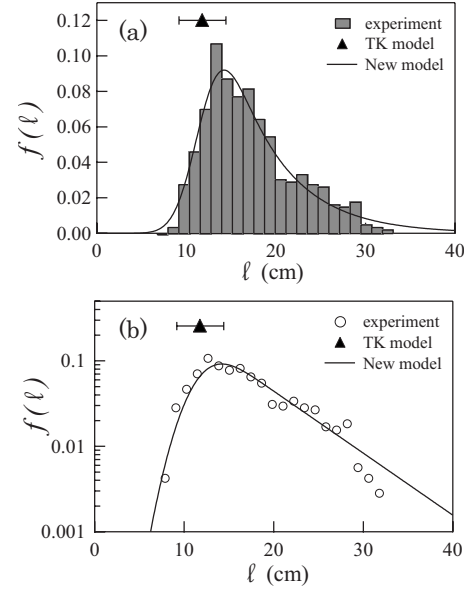 (a)
experiment
TK model
New model
f(ℓ)
0.12
0.10
0.08
0.06
0.04
0.02
0.00
0 10 20 30 40
ℓ (cm)
(b)
experiment
TK model
New model
f(ℓ)
0.1
0.01
0.001
0 10 20 30 40
ℓ (cm)